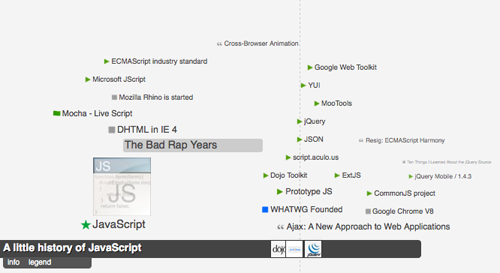 Cross-Browser Animation
ECMAScript industry standard
Google Web Toolkit
Microsoft JScript
YUI
Mozilla Rhino is started
MooTools
Mocha - Live Script
jQuery
DHTML in IE 4
JSON
Resig: ECMAScript Harmony
The Bad Rap Years
script.aculo.us
Ten Things I Learned About the jQuery Source
JS
JS
Dojo Toolkit
ExtJS
jQuery Mobile / 1.4.3
Prototype JS
CommonJS project
WHATWG Founded
Google Chrome V8
JavaScript
Ajax: A New Approach to Web Applications
A little history of JavaScript
dojo
info legend